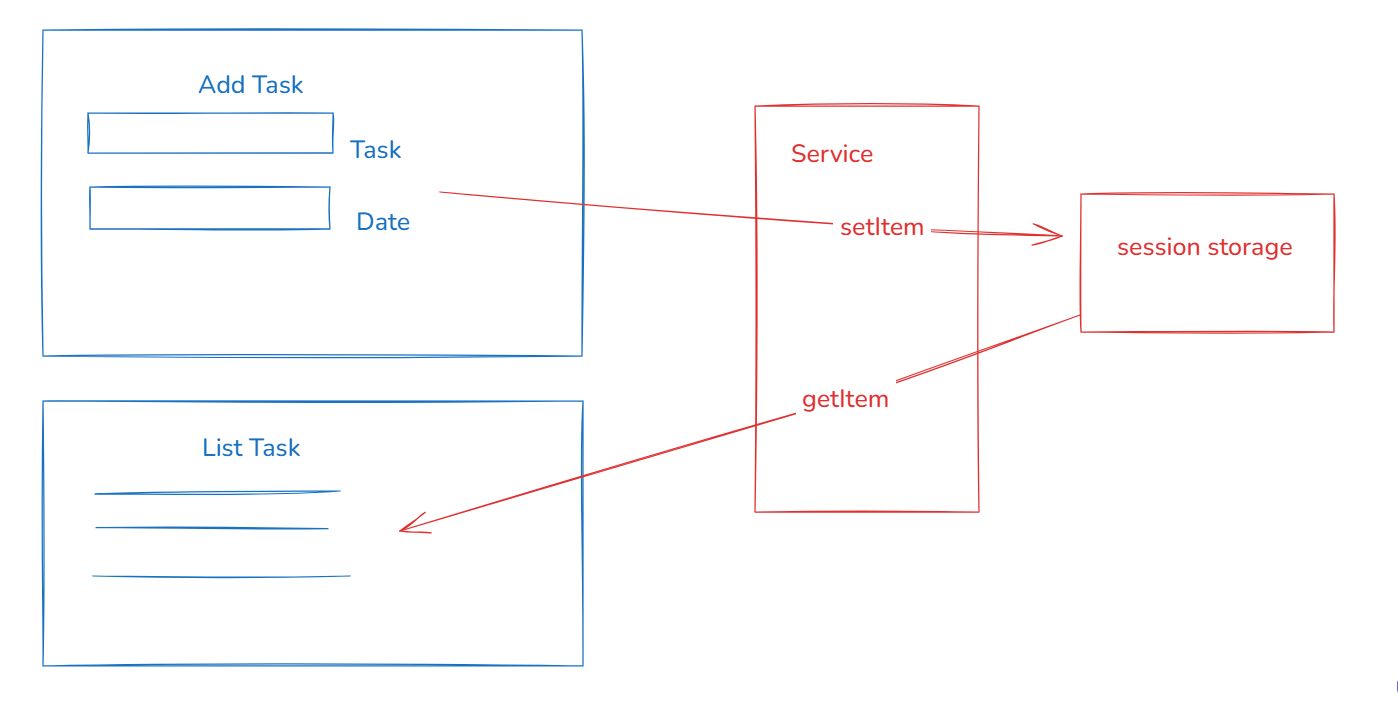 Add Task
Task
Date
Service
setItem
session storage
getItem
List Task